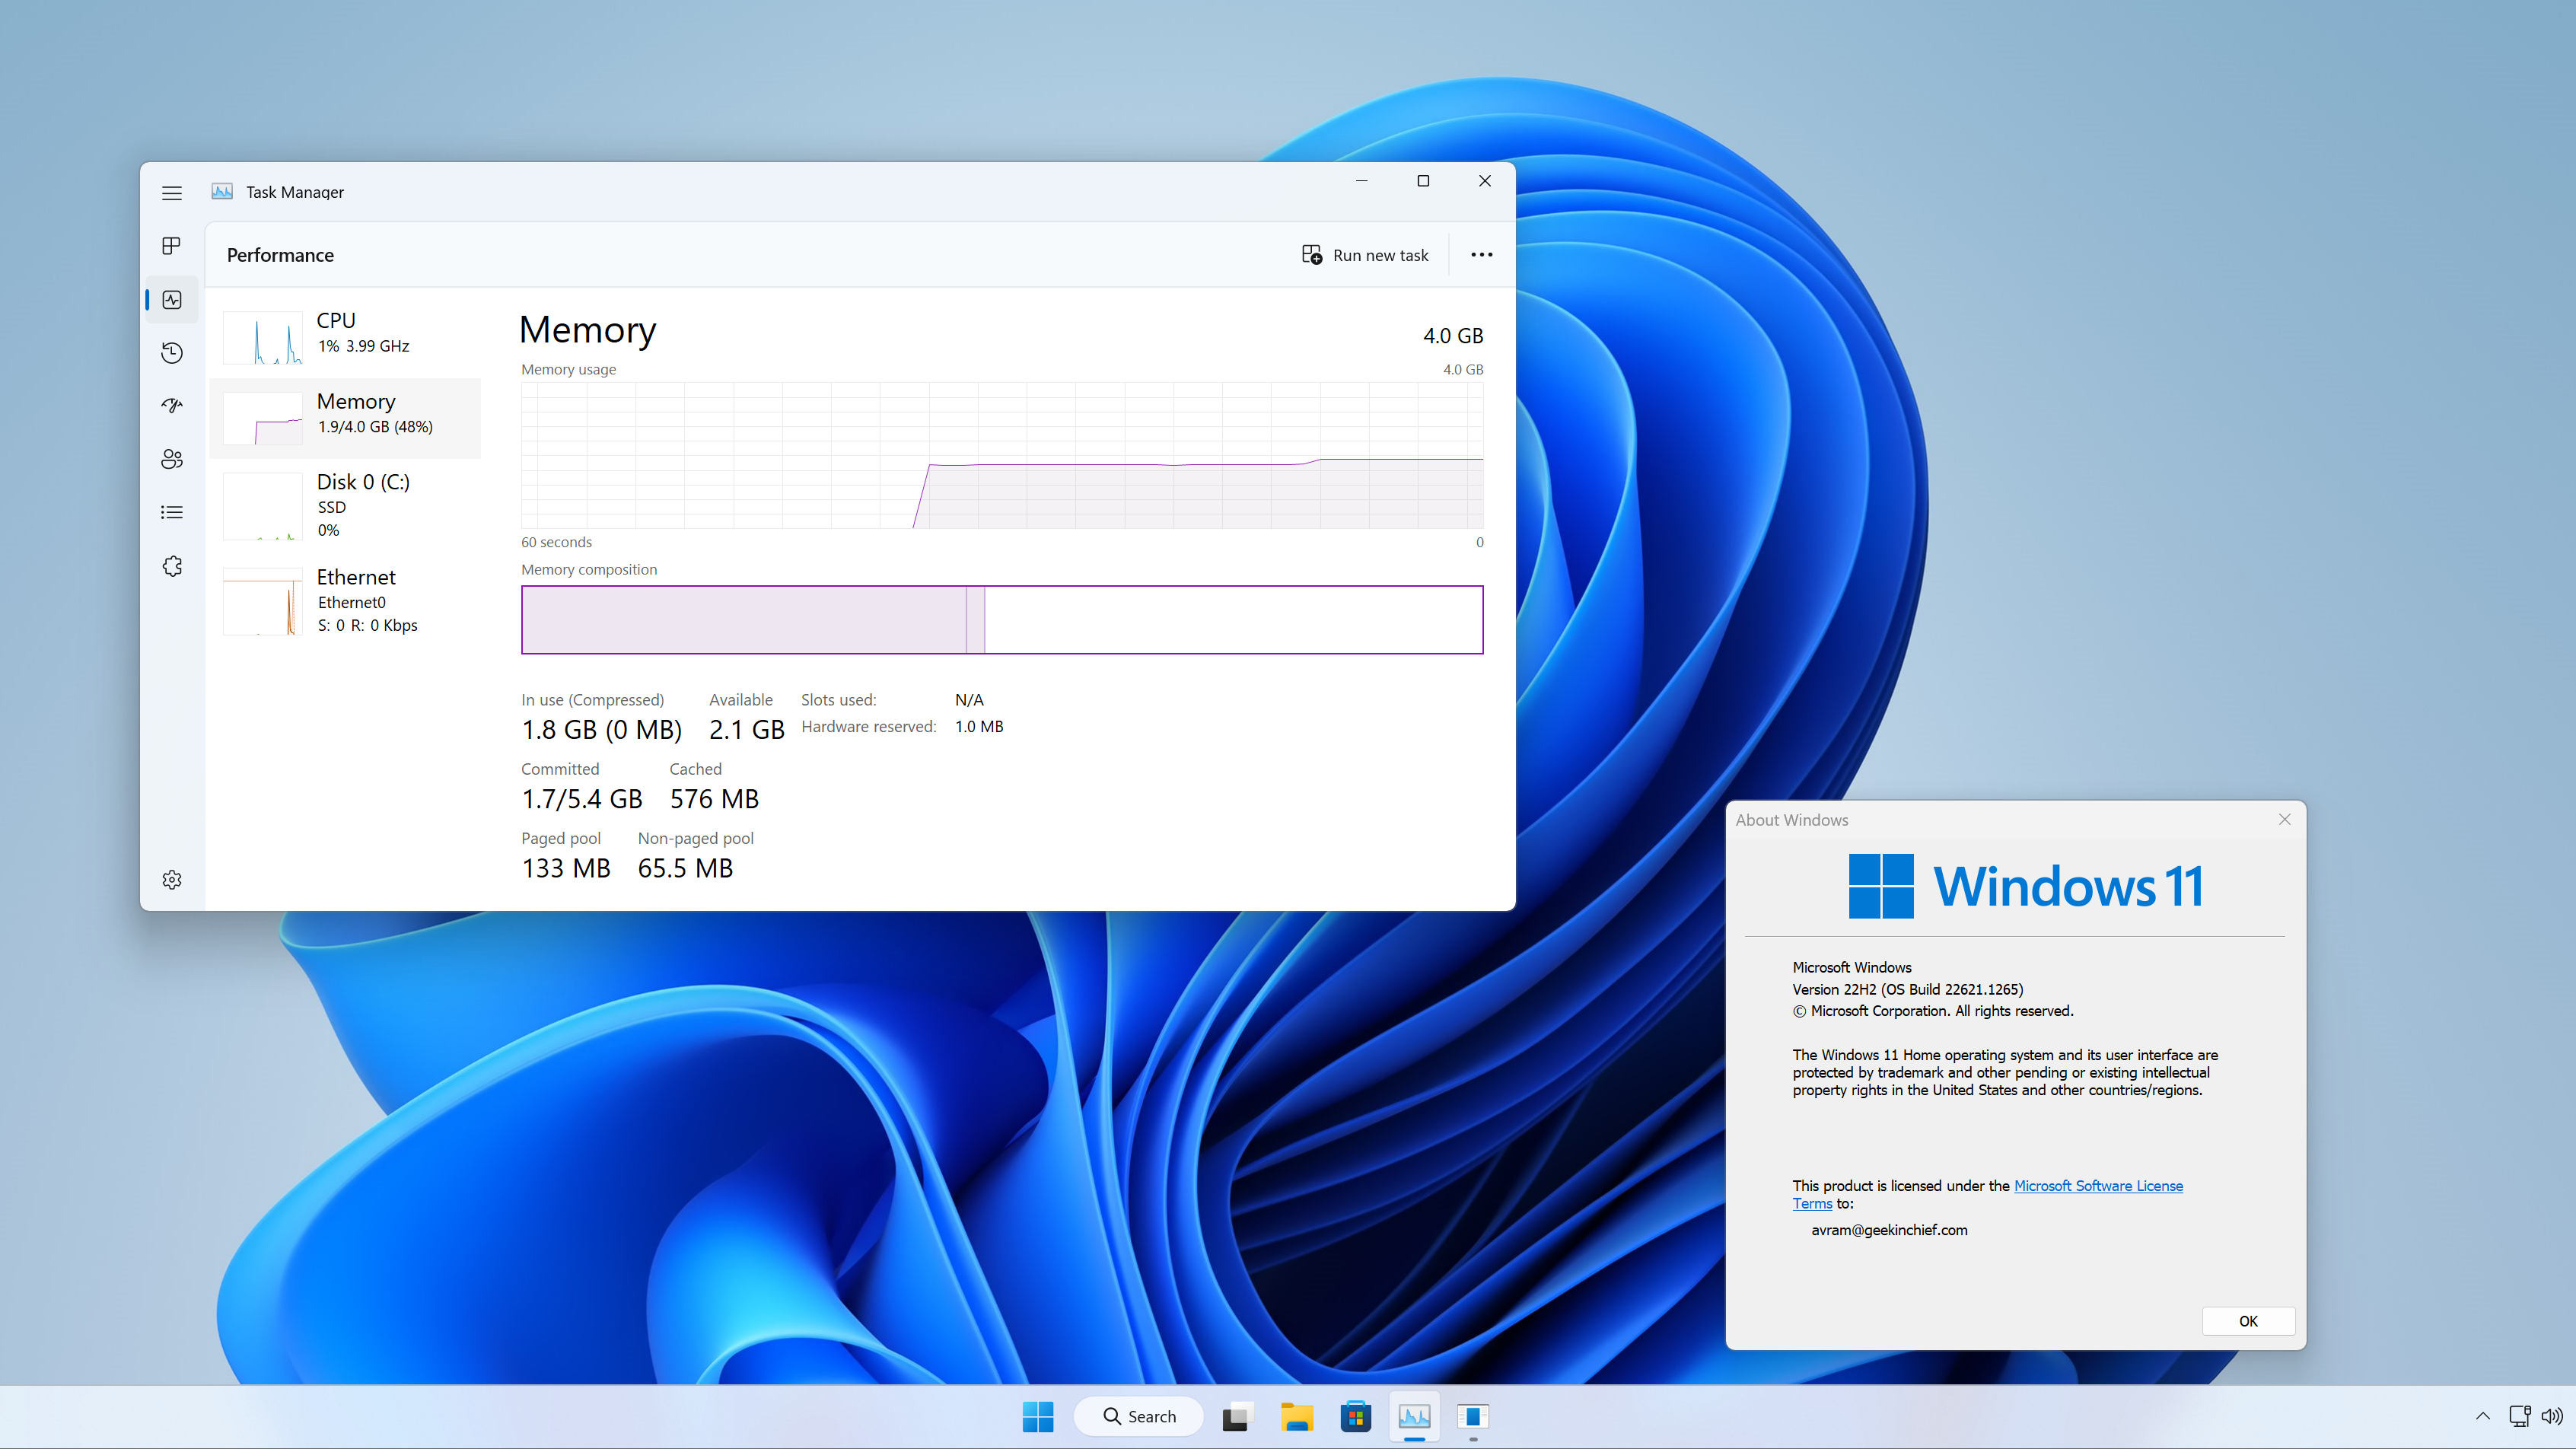 Task Manager
Performance
Run new task
CPU
1% 3.99 GHz
Memory
1.9/4.0 GB (48%)
Disk 0 (C:)
SSD
0%
Ethernet
Ethernet0
S: 0 R: 0 Kbps
Memory
4.0 GB
Memory usage
4.0 GB
60 seconds
0
Memory composition
In use (Compressed)
1.8 GB (0 MB)
Available
2.1 GB
Slots used: N/A
Hardware reserved: 1.0 MB
Committed
1.7/5.4 GB
Cached
576 MB
Paged pool
133 MB
Non-paged pool
65.5 MB
About Windows
Windows 11
Microsoft Windows
Version 22H2 (OS Build 22621.1265)
© Microsoft Corporation. All rights reserved.
The Windows 11 Home operating system and its user interface are
protected by trademark and other pending or existing intellectual
property rights in the United States and other countries/regions.
This product is licensed under the Microsoft Software License
Terms to:
avram@geekinchief.com
OK
Search